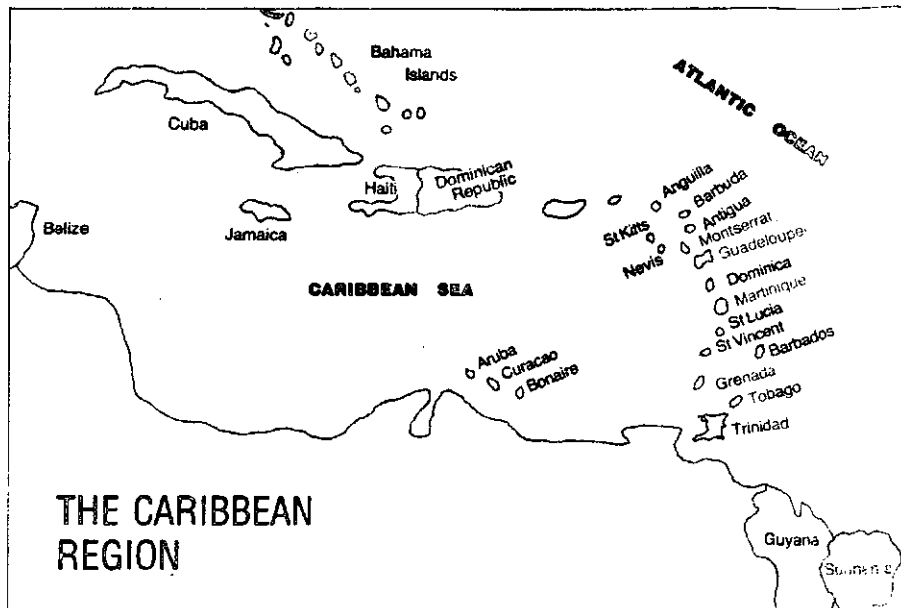 Bahama
Islands
ATLANTIC OCEAN
Cuba
Haiti
Dominican
Republic
Anguilla
Barbuda
Antigua
St Kitts
Montserrat
Nevis
Guadeloupe
Belize
Jamaica
Dominica
CARIBBEAN SEA
Martinique
St Lucia
St Vincent
Barbados
Aruba
Curacao
Bonaire
Grenada
Tobago
Trinidad
THE CARIBBEAN
REGION
Guyana